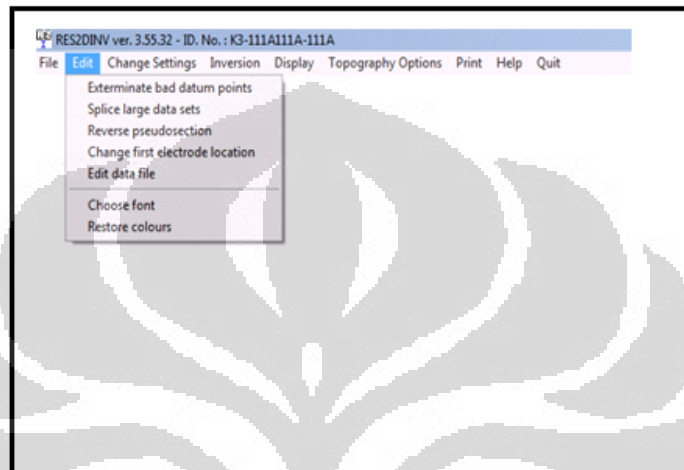 RES2DINV ver. 3.55.32 - ID. No. : K3-111A111A-111A
File Edit Change Settings Inversion Display Topography Options Print Help Quit
Exterminate bad datum points
Splice large data sets
Reverse pseudosection
Change first electrode location
Edit data file
Choose font
Restore colours